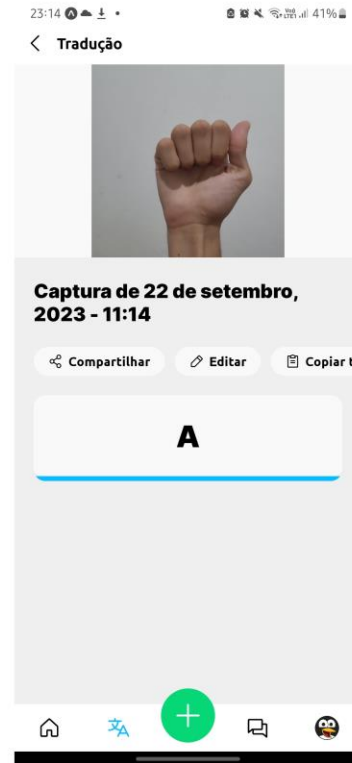 23:14 41%
Tradução
Captura de 22 de setembro,
2023 - 11:14
Compartilhar Editar Copiar t
A